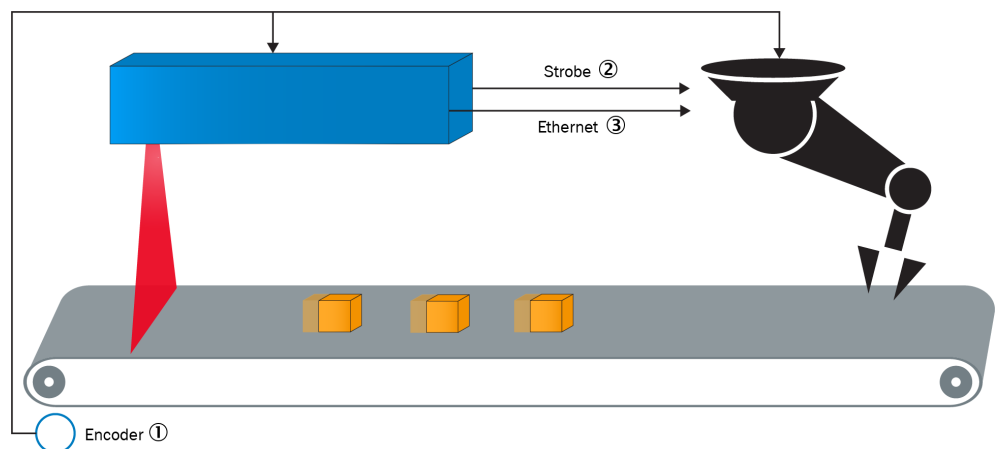 Strobe ②
Ethernet ③
Encoder ①